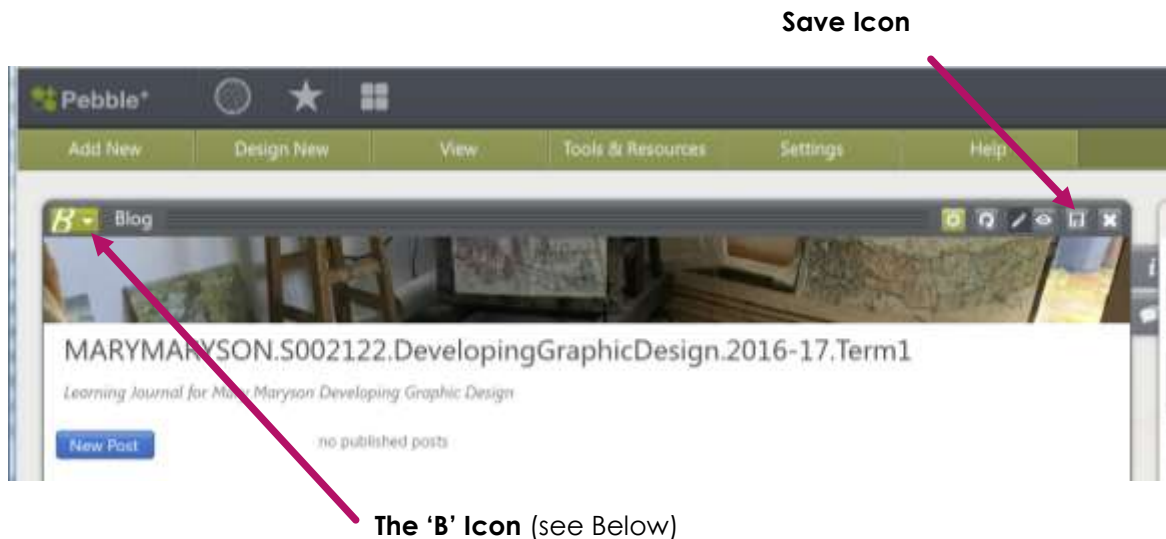 Save Icon
Pebble+
Add New Design New View Tools & Resources Settings Help
B Blog
MARYMARYSON.S002122.DevelopingGraphicDesign.2016-17.Term1
Learning Journal for Mary Maryson Developing Graphic Design
New Post no published posts
The ‘B’ Icon (see Below)